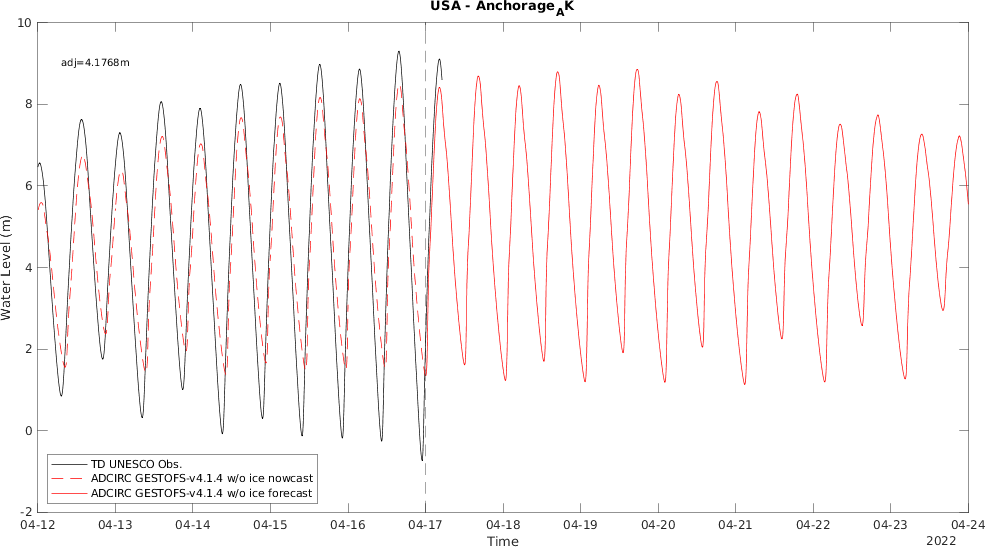 USA - Anchorage_AK
10
adj=4.1768m
8
6
4
2
0
-2
Water Level (m)
TD UNESCO Obs.
ADCIRC GESTOFS-v4.1.4 w/o ice nowcast
ADCIRC GESTOFS-v4.1.4 w/o ice forecast
04-12 04-13 04-14 04-15 04-16 04-17 04-18 04-19 04-20 04-21 04-22 04-23 04-24
Time
2022